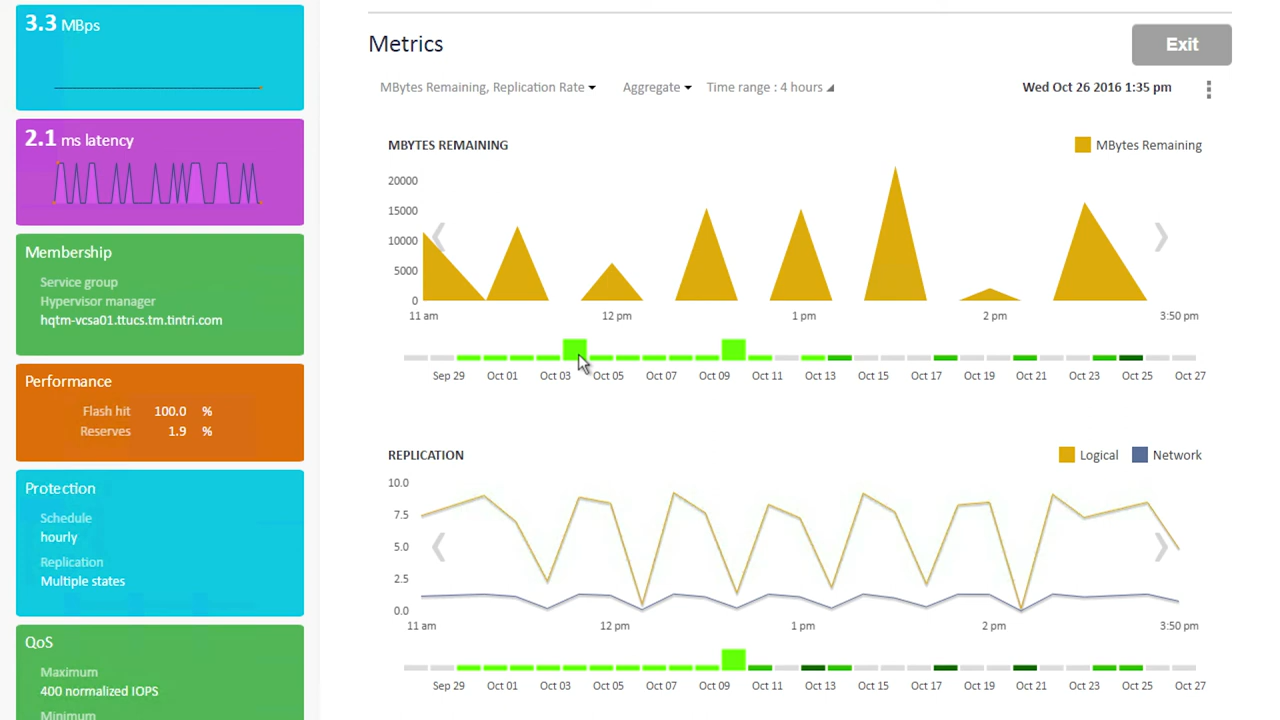 3.3 MBps
2.1 ms latency
Membership
Service group
Hypervisor manager
hqtm-vcsa01.ttucs.tm.tintri.com
Performance
Flash hit 100.0 %
Reserves 1.9 %
Protection
Schedule
hourly
Replication
Multiple states
QoS
Maximum
400 normalized IOPS
Minimum
Metrics
Exit
MBytes Remaining, Replication Rate Aggregate Time range : 4 hours Wed Oct 26 2016 1:35 pm
MBYTES REMAINING MBytes Remaining
20000
15000
10000
5000
0
11 am 12 pm 1 pm 2 pm 3:50 pm
Sep 29 Oct 01 Oct 03 Oct 05 Oct 07 Oct 09 Oct 11 Oct 13 Oct 15 Oct 17 Oct 19 Oct 21 Oct 23 Oct 25 Oct 27
REPLICATION Logical Network
10.0
7.5
5.0
2.5
0.0
11 am 12 pm 1 pm 2 pm 3:50 pm
Sep 29 Oct 01 Oct 03 Oct 05 Oct 07 Oct 09 Oct 11 Oct 13 Oct 15 Oct 17 Oct 19 Oct 21 Oct 23 Oct 25 Oct 27